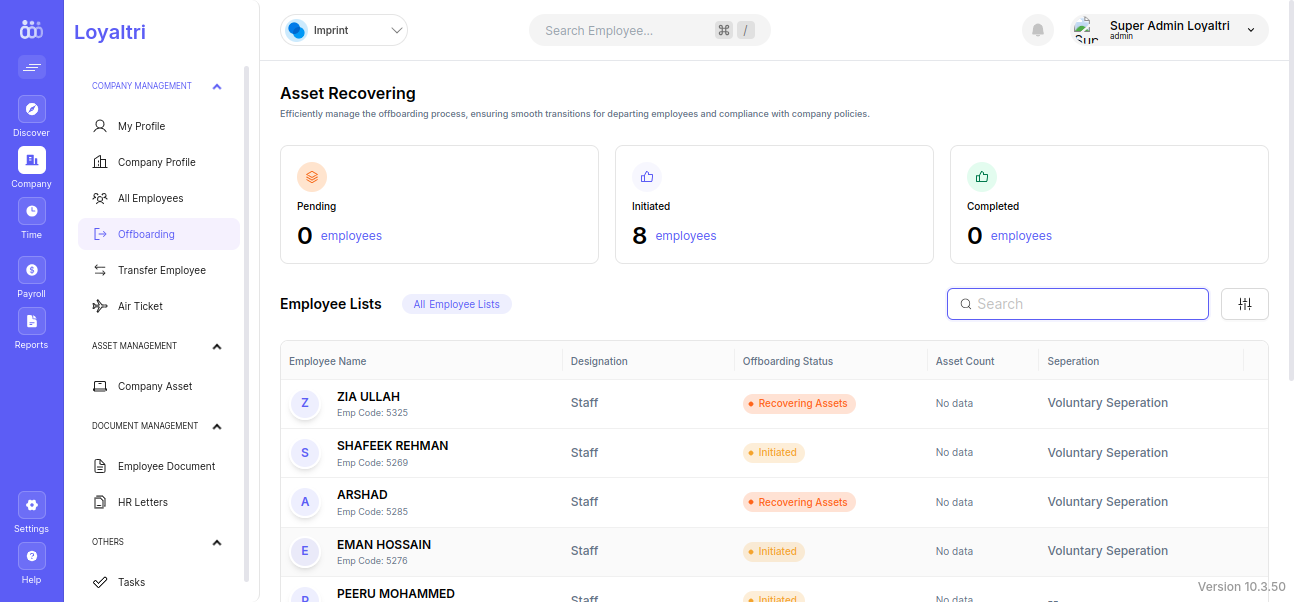 Loyaltri
Discover
Company
Time
Payroll
Reports
Settings
Help
COMPANY MANAGEMENT
My Profile
Company Profile
All Employees
Offboarding
Transfer Employee
Air Ticket
ASSET MANAGEMENT
Company Asset
DOCUMENT MANAGEMENT
Employee Document
HR Letters
OTHERS
Tasks
Imprint
Search Employee... ⌘ /
Super Admin Loyaltri
admin
Asset Recovering
Efficiently manage the offboarding process, ensuring smooth transitions for departing employees and compliance with company policies.
Pending
0 employees
Initiated
8 employees
Completed
0 employees
Employee Lists All Employee Lists Search
Employee Name Designation Offboarding Status Asset Count Seperation
Z ZIA ULLAH Staff Recovering Assets No data Voluntary Seperation
Emp Code: 5325
S SHAFEEK REHMAN Staff Initiated No data Voluntary Seperation
Emp Code: 5269
A ARSHAD Staff Recovering Assets No data Voluntary Seperation
Emp Code: 5285
E EMAN HOSSAIN Staff Initiated No data Voluntary Seperation
Emp Code: 5276
P PEERU MOHAMMED Staff Initiated No data --
Version 10.3.50